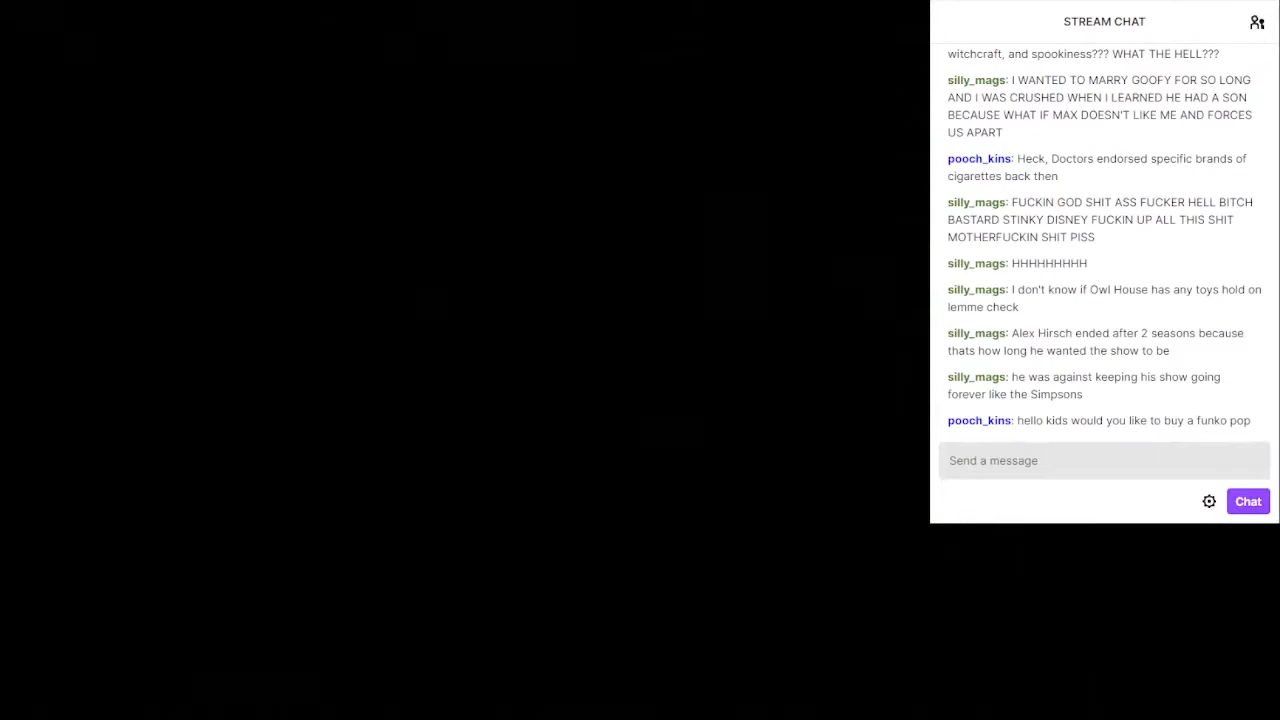 STREAM CHAT
witchcraft, and spookiness??? WHAT THE HELL???
silly_mags: I WANTED TO MARRY GOOFY FOR SO LONG
AND I WAS CRUSHED WHEN I LEARNED HE HAD A SON
BECAUSE WHAT IF MAX DOESN'T LIKE ME AND FORCES
US APART
pooch_kins: Heck, Doctors endorsed specific brands of
cigarettes back then
silly_mags: FUCKIN GOD SHIT ASS FUCKER HELL BITCH
BASTARD STINKY DISNEY FUCKIN UP ALL THIS SHIT
MOTHERFUCKIN SHIT PISS
silly_mags: HHHHHHHHH
silly_mags: I don't know if Owl House has any toys hold on
lemme check
silly_mags: Alex Hirsch ended after 2 seasons because
thats how long he wanted the show to be
silly_mags: he was against keeping his show going
forever like the Simpsons
pooch_kins: hello kids would you like to buy a funko pop
Send a message
Chat